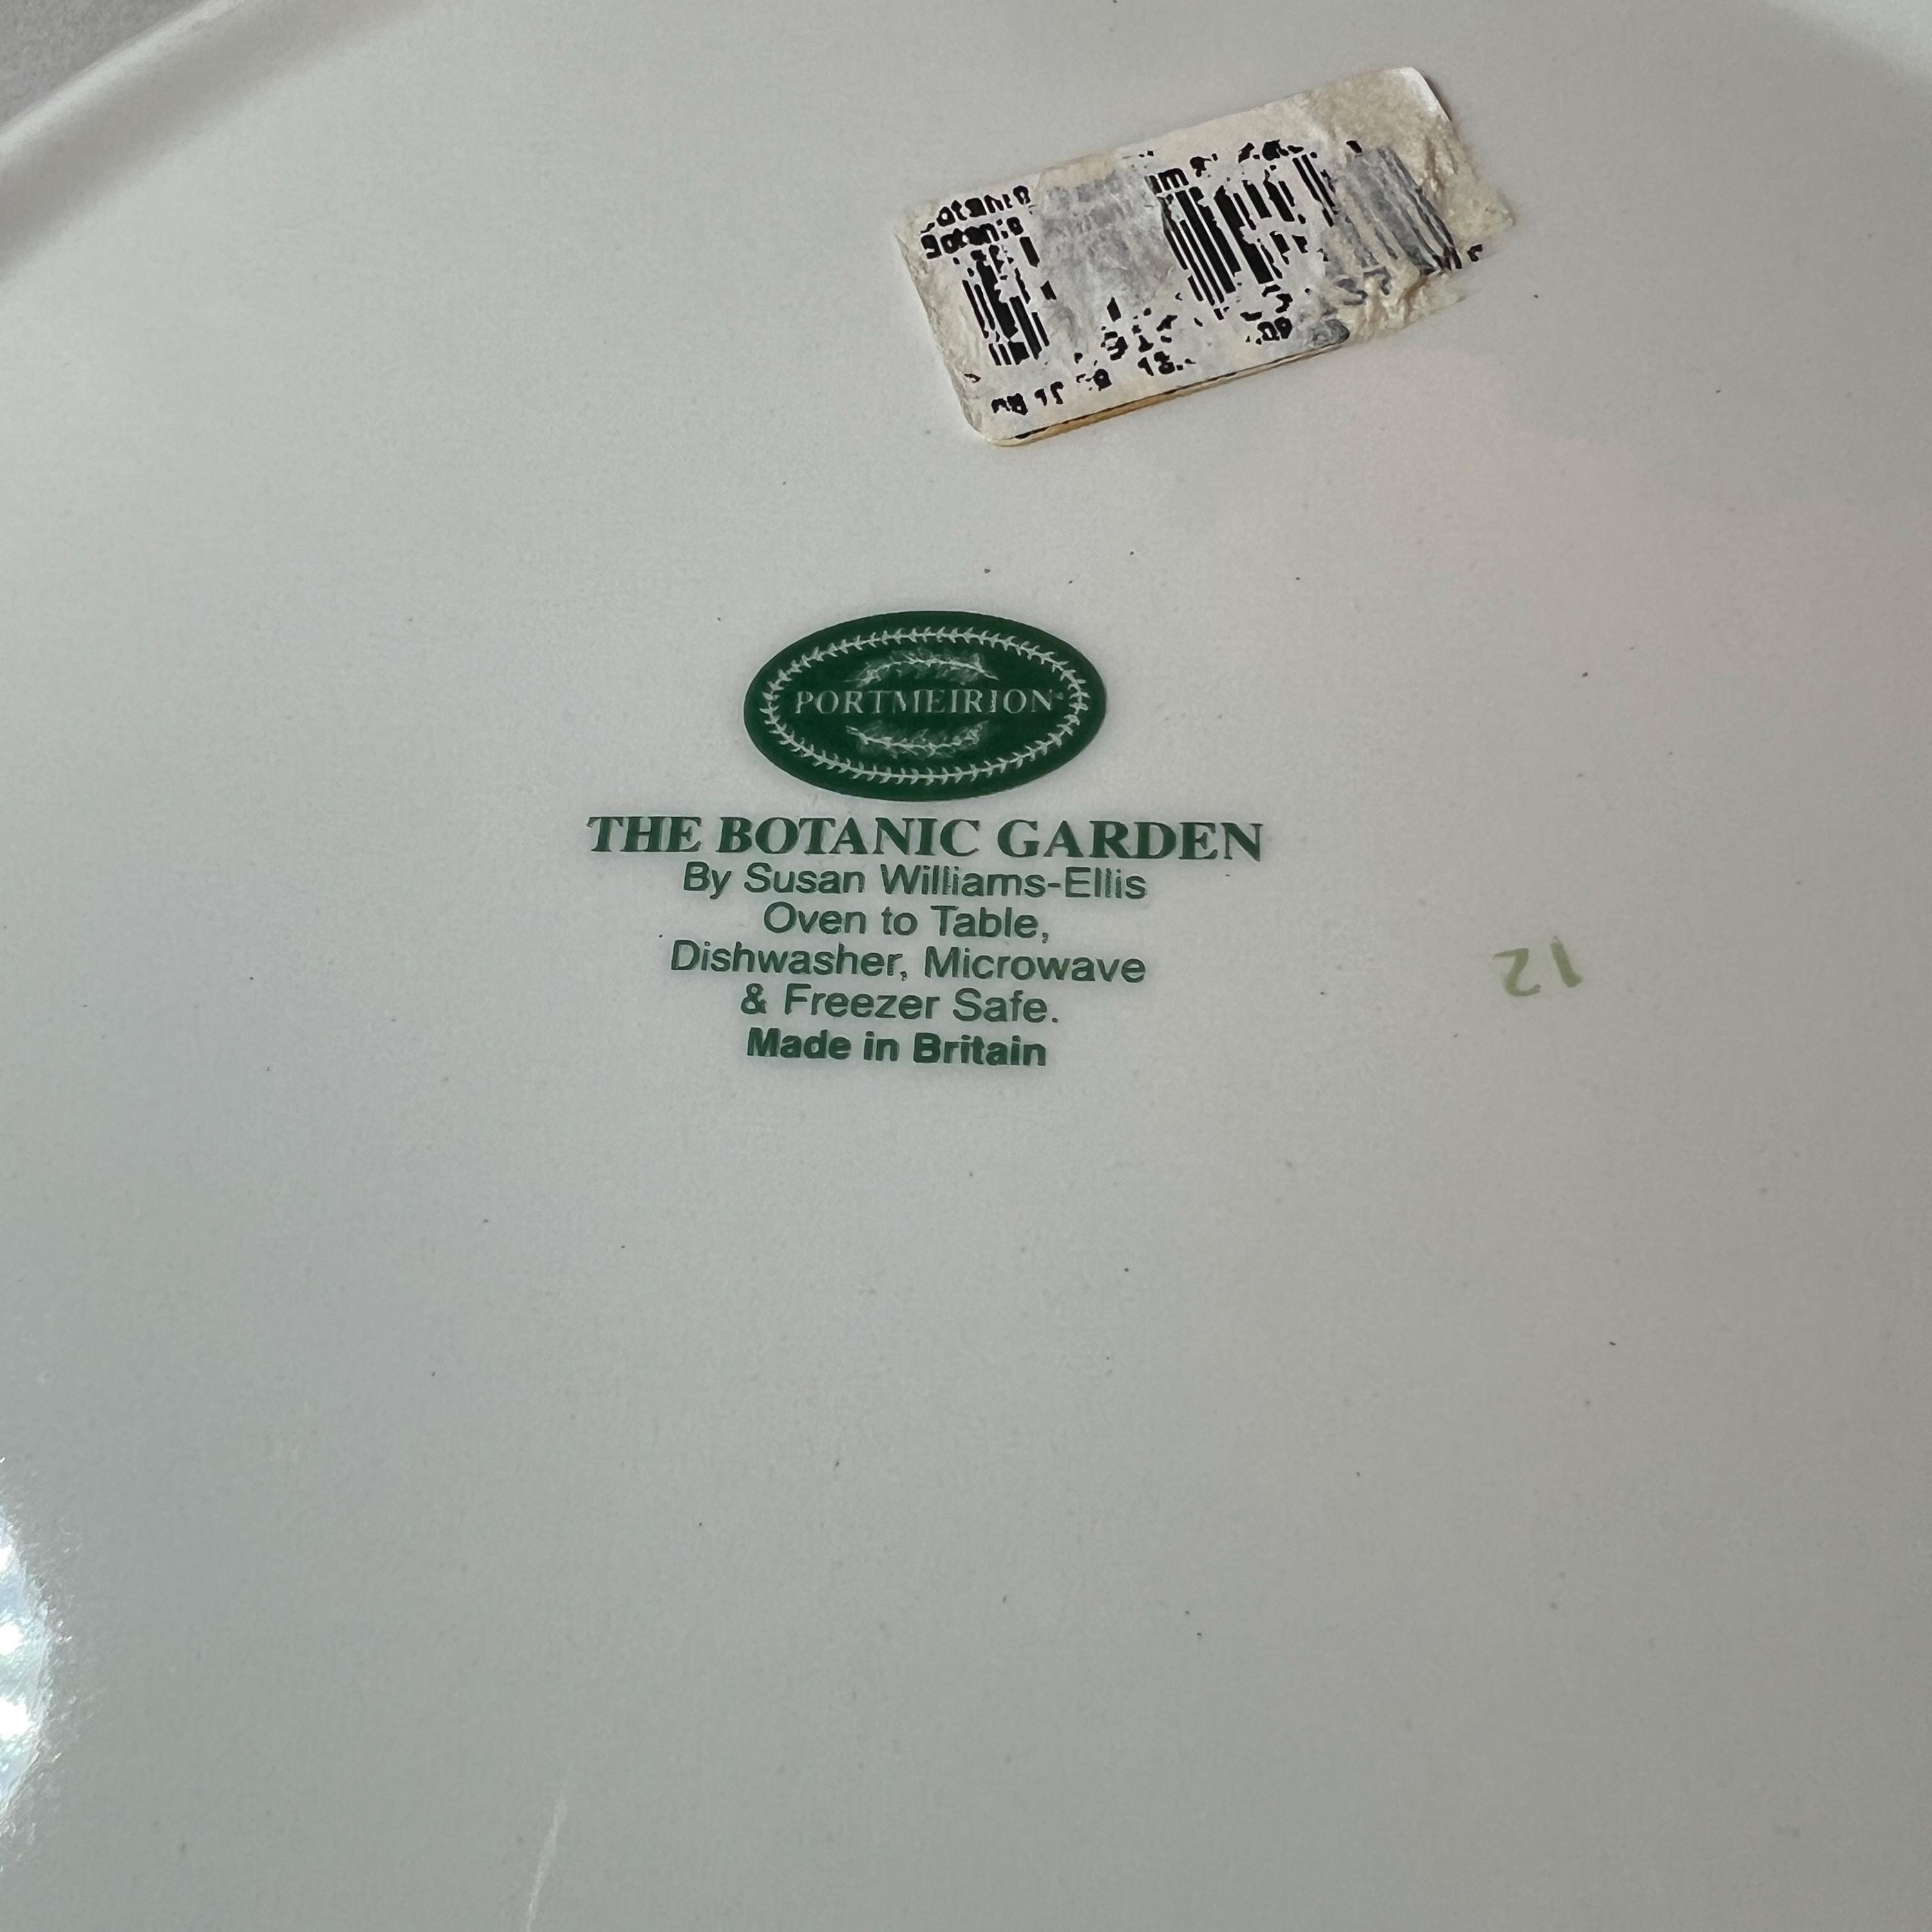 Botanic
PORTMEIRION
THE BOTANIC GARDEN
By Susan Williams-Ellis
Oven to Table,
Dishwasher, Microwave
& Freezer Safe.
Made in Britain
12